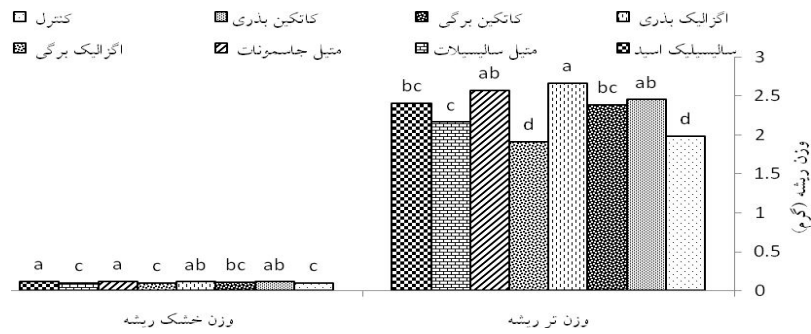 کنترل کاتکین بذری کاتکین برگی اگزالیک بذری
اگزالیک برگی متیل جاسمونات متیل سالیسیلات سالیسیلیک اسید
3
2.5
2
1.5
1
0.5
0
وزن ریشه (گرم)
bc c ab d a bc ab d
a c a c ab bc ab c
وزن تر ریشه
وزن خشک ریشه